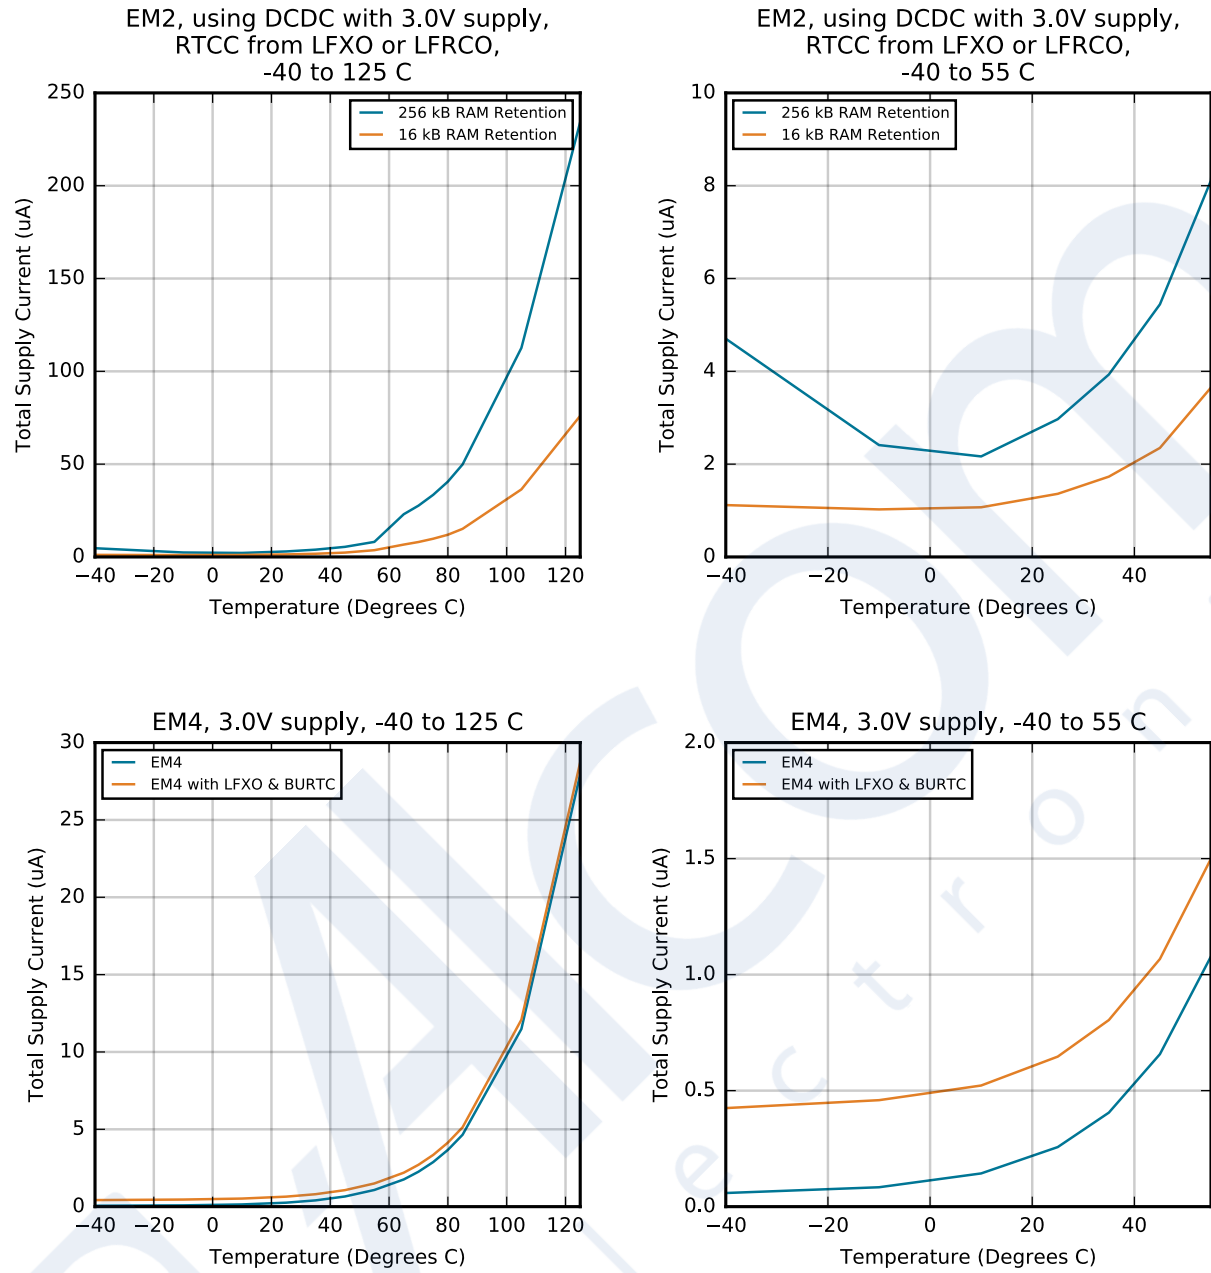 EM2, using DCDC with 3.0V supply,
RTCC from LFXO or LFRCO,
-40 to 125 C
250
200
150
100
50
0
Total Supply Current (uA)
256 kB RAM Retention
16 kB RAM Retention
−40 −20 0 20 40 60 80 100 120
Temperature (Degrees C)
EM2, using DCDC with 3.0V supply,
RTCC from LFXO or LFRCO,
-40 to 55 C
10
8
6
4
2
0
Total Supply Current (uA)
256 kB RAM Retention
16 kB RAM Retention
−40 −20 0 20 40
Temperature (Degrees C)
EM4, 3.0V supply, -40 to 125 C
30
25
20
15
10
5
0
Total Supply Current (uA)
EM4
EM4 with LFXO & BURTC
−40 −20 0 20 40 60 80 100 120
Temperature (Degrees C)
EM4, 3.0V supply, -40 to 55 C
2.0
1.5
1.0
0.5
0.0
Total Supply Current (uA)
EM4
EM4 with LFXO & BURTC
−40 −20 0 20 40
Temperature (Degrees C)